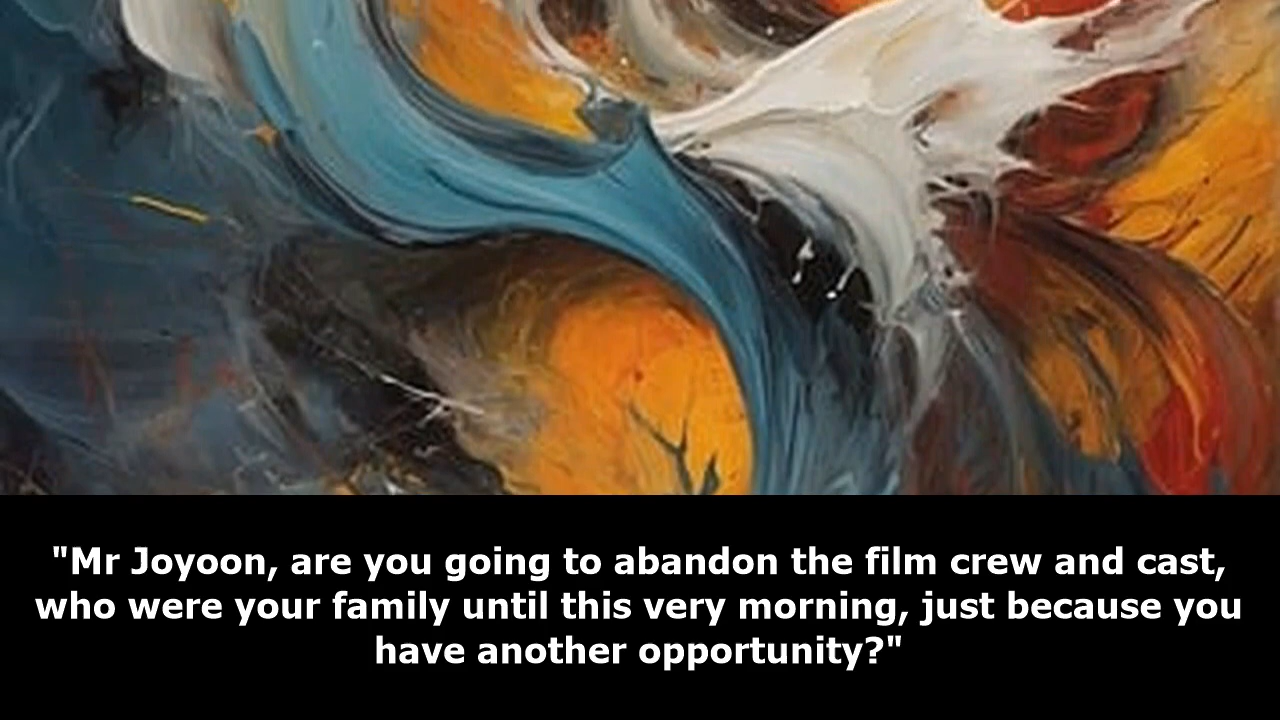 "Mr Joyoon, are you going to abandon the film crew and cast,
who were your family until this very morning, just because you
have another opportunity?"